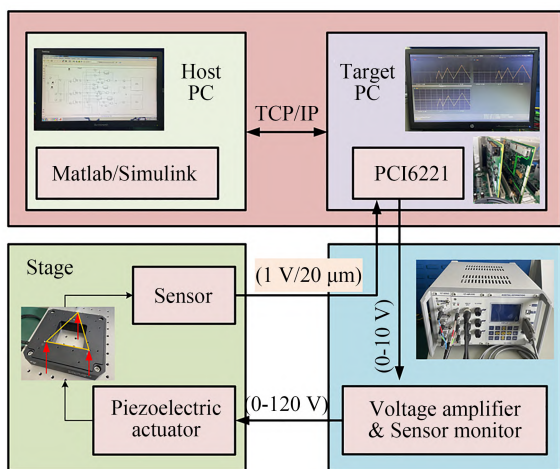 Host
PC
TCP/IP
Target
PC
Matlab/Simulink
PCI6221
Stage
Sensor
(1 V/20 μm)
(0-10 V)
(0-120 V)
Piezoelectric
actuator
Voltage amplifier
& Sensor monitor